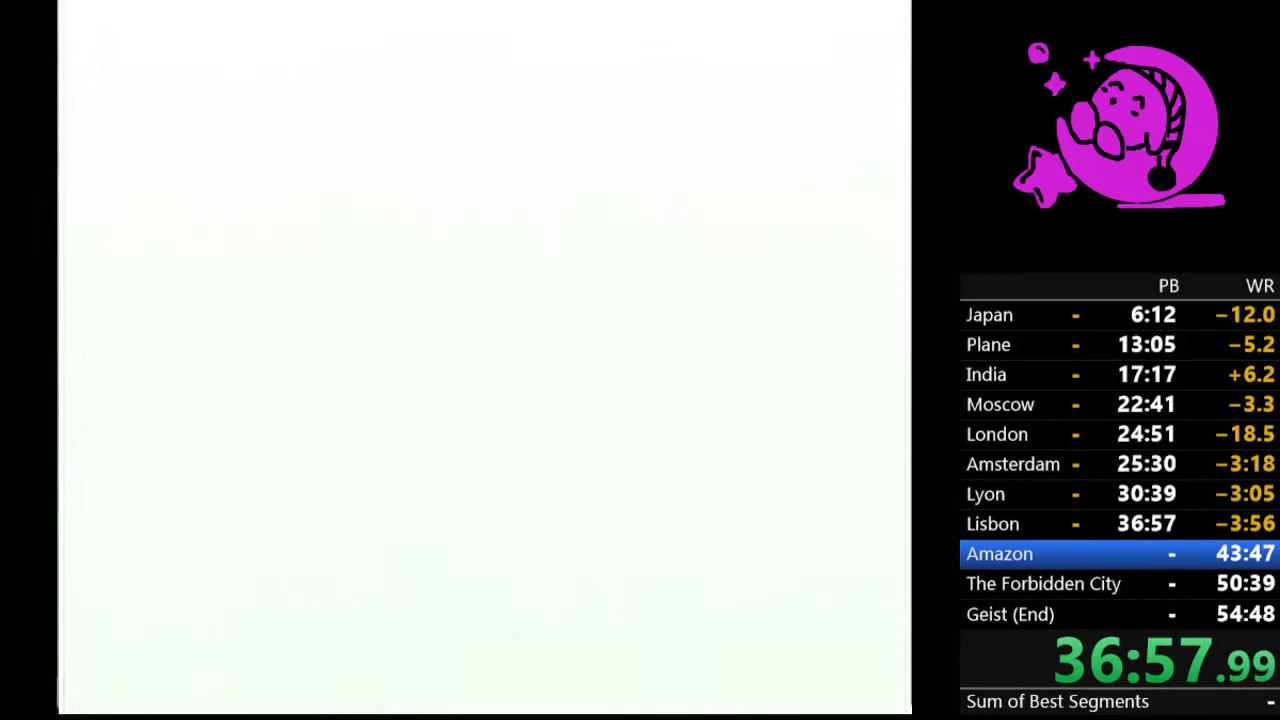 PB WR
Japan - 6:12 −12.0
Plane - 13:05 −5.2
India - 17:17 +6.2
Moscow - 22:41 −3.3
London - 24:51 −18.5
Amsterdam - 25:30 −3:18
Lyon - 30:39 −3:05
Lisbon - 36:57 −3:56
Amazon - 43:47
The Forbidden City - 50:39
Geist (End) - 54:48
36:57.99
Sum of Best Segments -